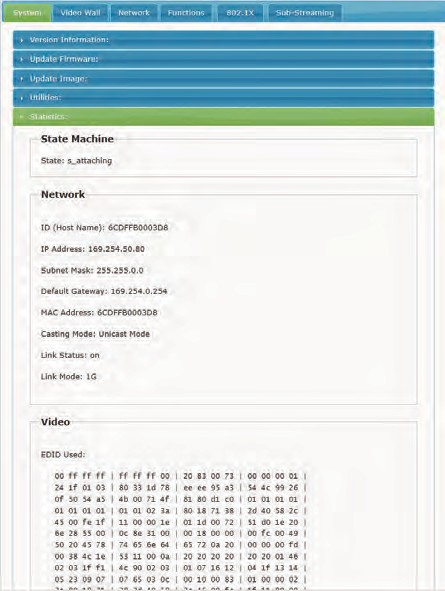 System Video Wall Network Functions 802.1X Sub-Streaming
Version Information:
Update Firmware:
Update Image:
Utilities:
Statistics:
State Machine
State: s_attaching
Network
ID (Host Name): 6CDFFB0003D8
IP Address: 169.254.50.80
Subnet Mask: 255.255.0.0
Default Gateway: 169.254.0.254
MAC Address: 6CDFFB0003D8
Casting Mode: Unicast Mode
Link Status: on
Link Mode: 1G
Video
EDID Used:
00 ff ff ff | ff ff ff 00 | 20 83 00 73 | 00 00 00 01 |
24 1f 01 03 | 80 33 1d 78 | ee ee 95 a3 | 54 4c 99 26 |
0f 50 54 a5 | 4b 00 71 4f | 81 80 d1 c0 | 01 01 01 01 |
01 01 01 01 | 01 01 02 3a | 80 18 71 38 | 2d 40 58 2c |
45 00 fe 1f | 11 00 00 1e | 01 1d 00 72 | 51 d0 1e 20 |
6e 28 55 00 | 0c 8e 31 00 | 00 18 00 00 | 00 fc 00 49 |
50 20 45 78 | 74 65 6e 64 | 65 72 0a 20 | 00 00 00 fd |
00 38 4c 1e | 53 11 00 0a | 20 20 20 20 | 20 20 01 46 |
02 03 1f f1 | 4c 90 02 03 | 01 07 16 12 | 04 1f 13 14 |
05 23 09 07 | 07 65 03 0c | 00 10 00 83 | 01 00 00 02 |